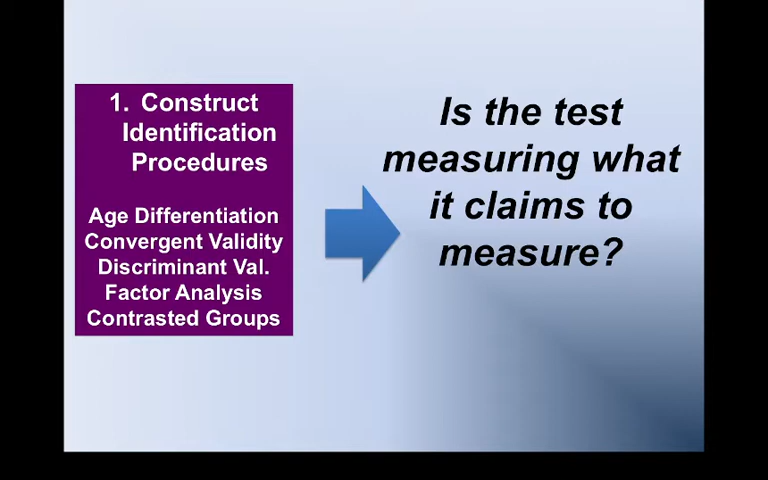 1. Construct
Identification
Procedures
Age Differentiation
Convergent Validity
Discriminant Val.
Factor Analysis
Contrasted Groups
Is the test
measuring what
it claims to
measure?